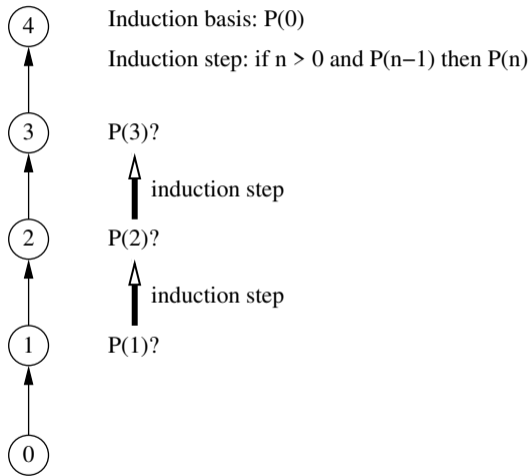 4
Induction basis: P(0)
Induction step: if n > 0 and P(n−1) then P(n)
3
P(3)?
induction step
2
P(2)?
induction step
1
P(1)?
0